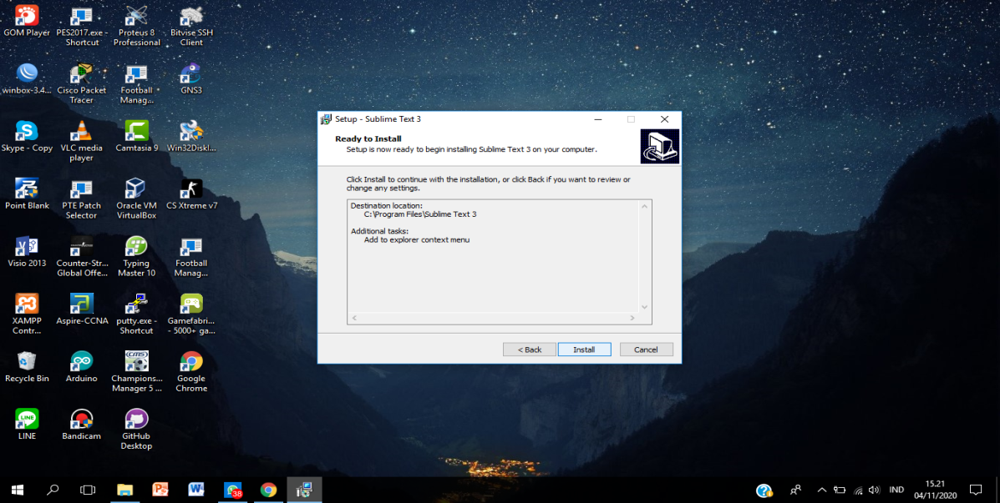 GOM Player
PES2017.exe -
Shortcut
Proteus 8
Professional
Bitvise SSH
Client
winbox-3.4...
Cisco Packet
Tracer
Football
Manag...
GNS3
Skype - Copy
VLC media
player
Camtasia 9
Win32Diskl...
Point Blank
PTE Patch
Selector
Oracle VM
VirtualBox
CS Xtreme v7
Visio 2013
Counter-Str...
Global Offe...
Typing
Master 10
Football
Manag...
XAMPP
Contr...
Aspire-CCNA
putty.exe -
Shortcut
Gamefabri...
- 5000+ ga...
Recycle Bin
Arduino
Champions...
Manager 5 ...
Google
Chrome
LINE
Bandicam
GitHub
Desktop
Setup - Sublime Text 3
Ready to Install
Setup is now ready to begin installing Sublime Text 3 on your computer.
Click Install to continue with the installation, or click Back if you want to review or
change any settings.
Destination location:
C:\Program Files\Sublime Text 3
Additional tasks:
Add to explorer context menu
< Back
Install
Cancel
38
IND
15.21
04/11/2020